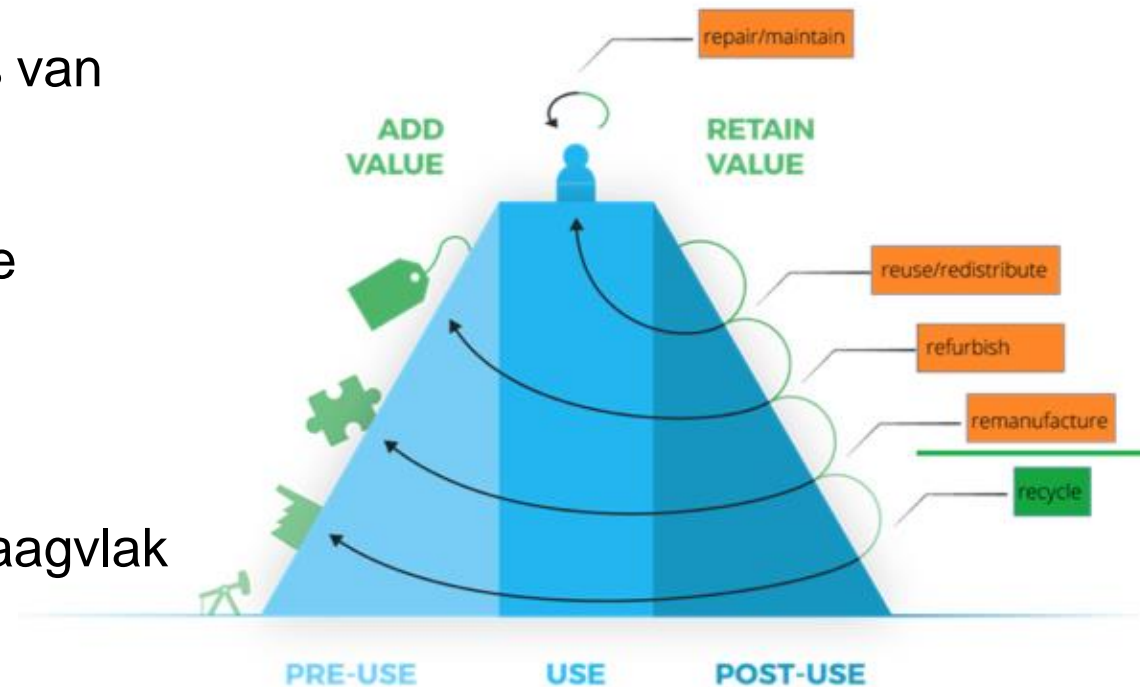 van
e
aagvlak
repair/maintain
ADD
VALUE
RETAIN
VALUE
reuse/redistribute
refurbish
remanufacture
recycle
PRE-USE
USE
POST-USE